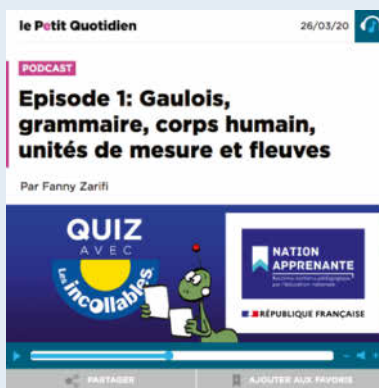 le Petit Quotidien
26/03/20
PODCAST
Episode 1: Gaulois,
grammaire, corps humain,
unités de mesure et fleuves
Par Fanny Zarifi
QUIZ
AVEC
Les
incollables
NATION
APPRENANTE
RÉPUBLIQUE FRANÇAISE
PARTAGER
AJOUTER AUX FAVORIS